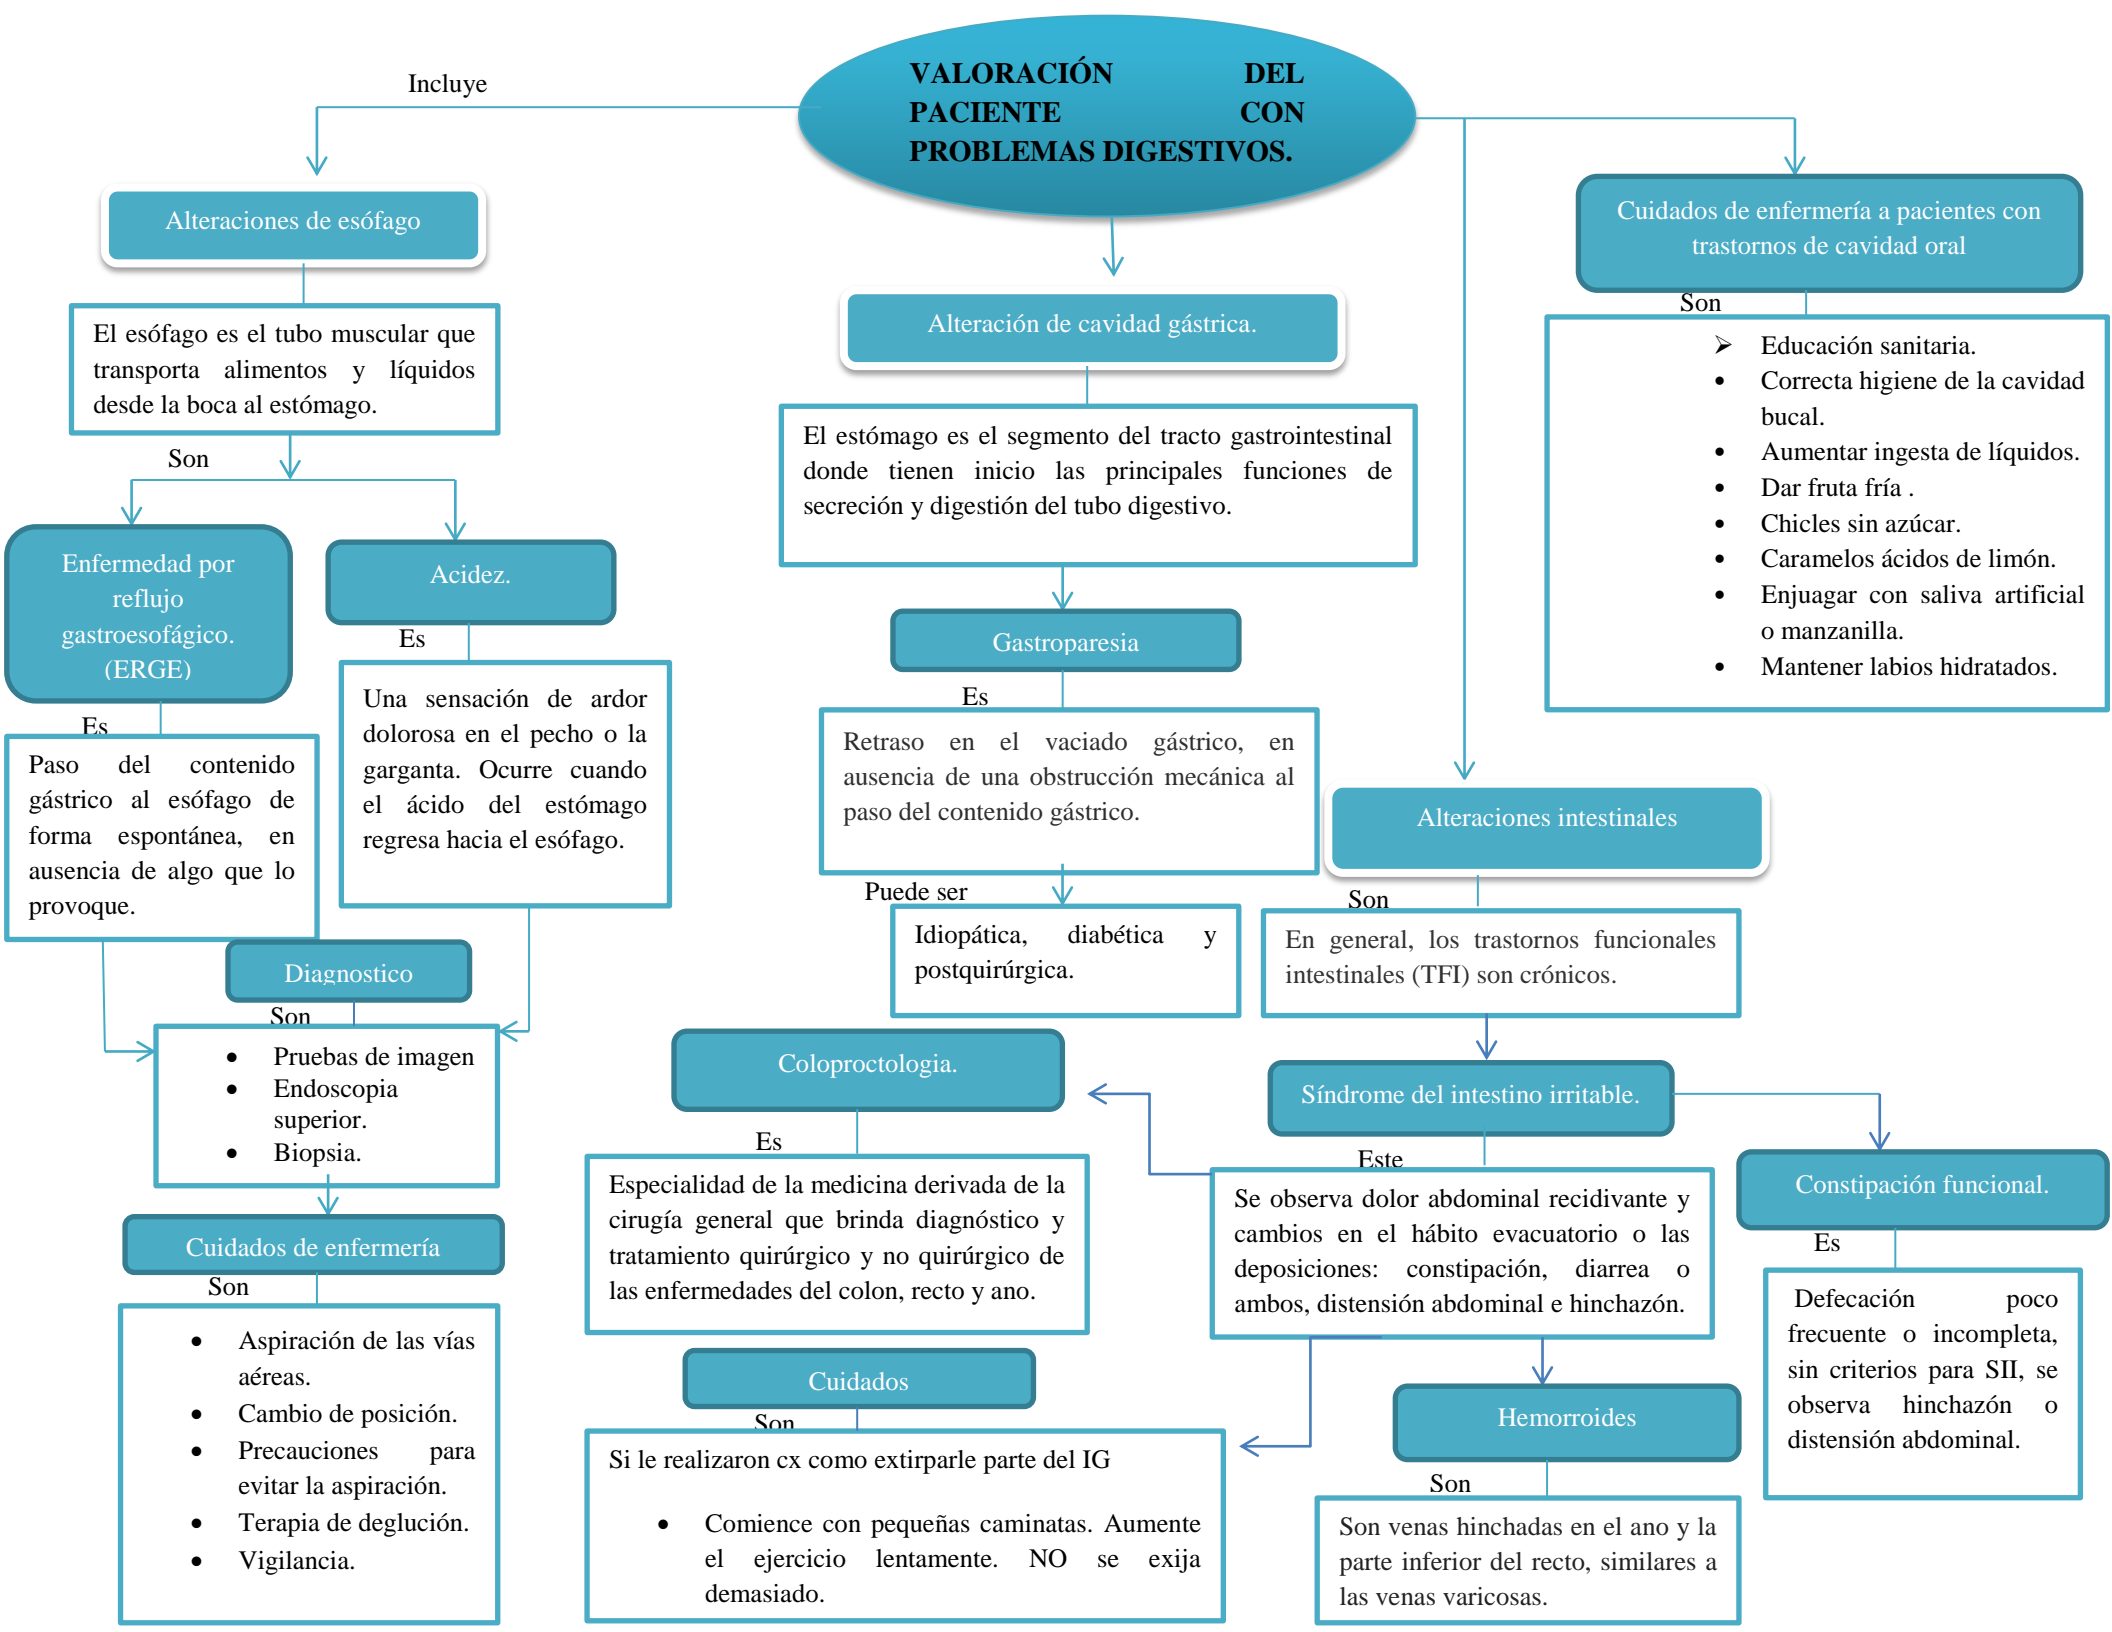 VALORACIÓN DEL
PACIENTE CON
PROBLEMAS DIGESTIVOS.
Incluye
Alteraciones de esófago
El esófago es el tubo muscular que
transporta alimentos y líquidos
desde la boca al estómago.
Son
Enfermedad por
reflujo
gastroesofágico.
(ERGE)
Es
Paso del contenido
gástrico al esófago de
forma espontánea, en
ausencia de algo que lo
provoque.
Acidez.
Es
Una sensación de ardor
dolorosa en el pecho o la
garganta. Ocurre cuando
el ácido del estómago
regresa hacia el esófago.
Diagnostico
Son
• Pruebas de imagen
• Endoscopia
superior.
• Biopsia.
Cuidados de enfermería
Son
• Aspiración de las vías
aéreas.
• Cambio de posición.
• Precauciones para
evitar la aspiración.
• Terapia de deglución.
• Vigilancia.
Alteración de cavidad gástrica.
El estómago es el segmento del tracto gastrointestinal
donde tienen inicio las principales funciones de
secreción y digestión del tubo digestivo.
Gastroparesia
Es
Retraso en el vaciado gástrico, en
ausencia de una obstrucción mecánica al
paso del contenido gástrico.
Puede ser
Idiopática, diabética y
postquirúrgica.
Cuidados de enfermería a pacientes con
trastornos de cavidad oral
Son
➢ Educación sanitaria.
• Correcta higiene de la cavidad
bucal.
• Aumentar ingesta de líquidos.
• Dar fruta fría .
• Chicles sin azúcar.
• Caramelos ácidos de limón.
• Enjuagar con saliva artificial
o manzanilla.
• Mantener labios hidratados.
Alteraciones intestinales
Son
En general, los trastornos funcionales
intestinales (TFI) son crónicos.
Síndrome del intestino irritable.
Este
Se observa dolor abdominal recidivante y
cambios en el hábito evacuatorio o las
deposiciones: constipación, diarrea o
ambos, distensión abdominal e hinchazón.
Constipación funcional.
Es
Defecación poco
frecuente o incompleta,
sin criterios para SII, se
observa hinchazón o
distensión abdominal.
Coloproctologia.
Es
Especialidad de la medicina derivada de la
cirugía general que brinda diagnóstico y
tratamiento quirúrgico y no quirúrgico de
las enfermedades del colon, recto y ano.
Cuidados
Son
Si le realizaron cx como extirparle parte del IG
• Comience con pequeñas caminatas. Aumente
el ejercicio lentamente. NO se exija
demasiado.
Hemorroides
Son
Son venas hinchadas en el ano y la
parte inferior del recto, similares a
las venas varicosas.